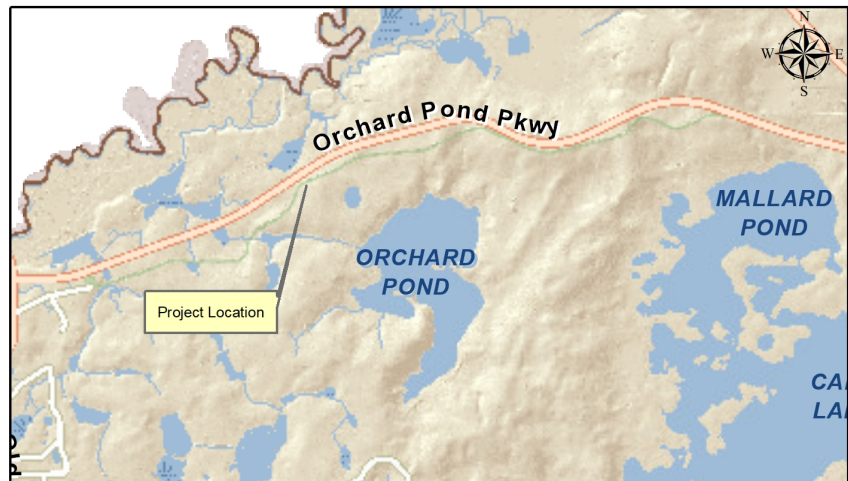 N
W E
S
Orchard Pond Pkwy
MALLARD
POND
ORCHARD
POND
Project Location